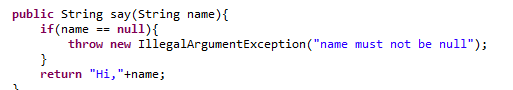 public String say(String name){
if(name == null){
throw new IllegalArgumentException("name must not be null");
}
return "Hi,"+name;
}